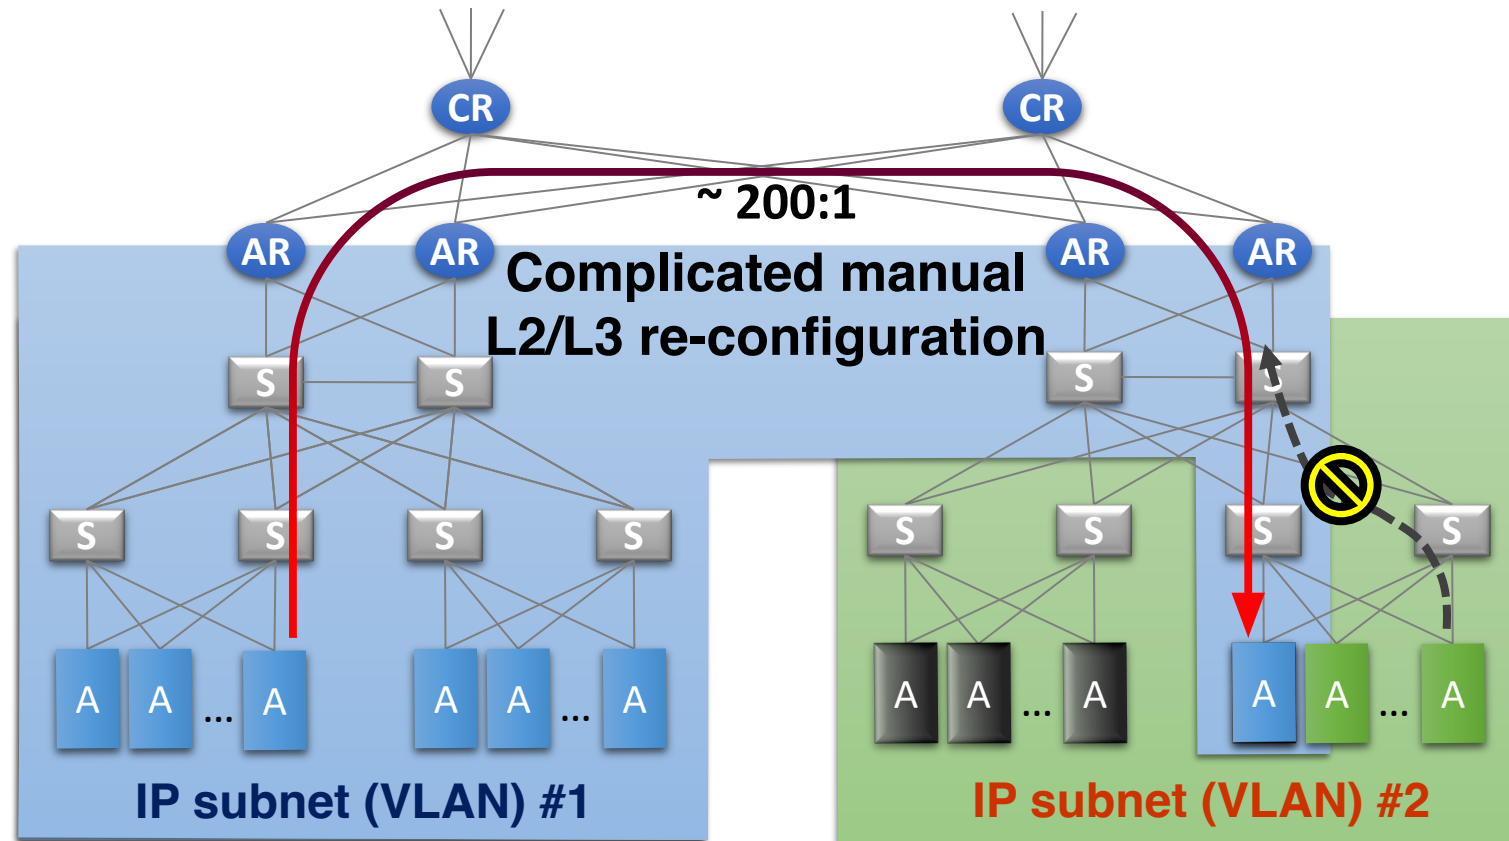 CR CR
~ 200:1
AR AR AR AR
Complicated manual
L2/L3 re-configuration
S S S S
S S S S S S S S
A A ... A A A ... A A A ... A A A ... A
IP subnet (VLAN) #1 IP subnet (VLAN) #2